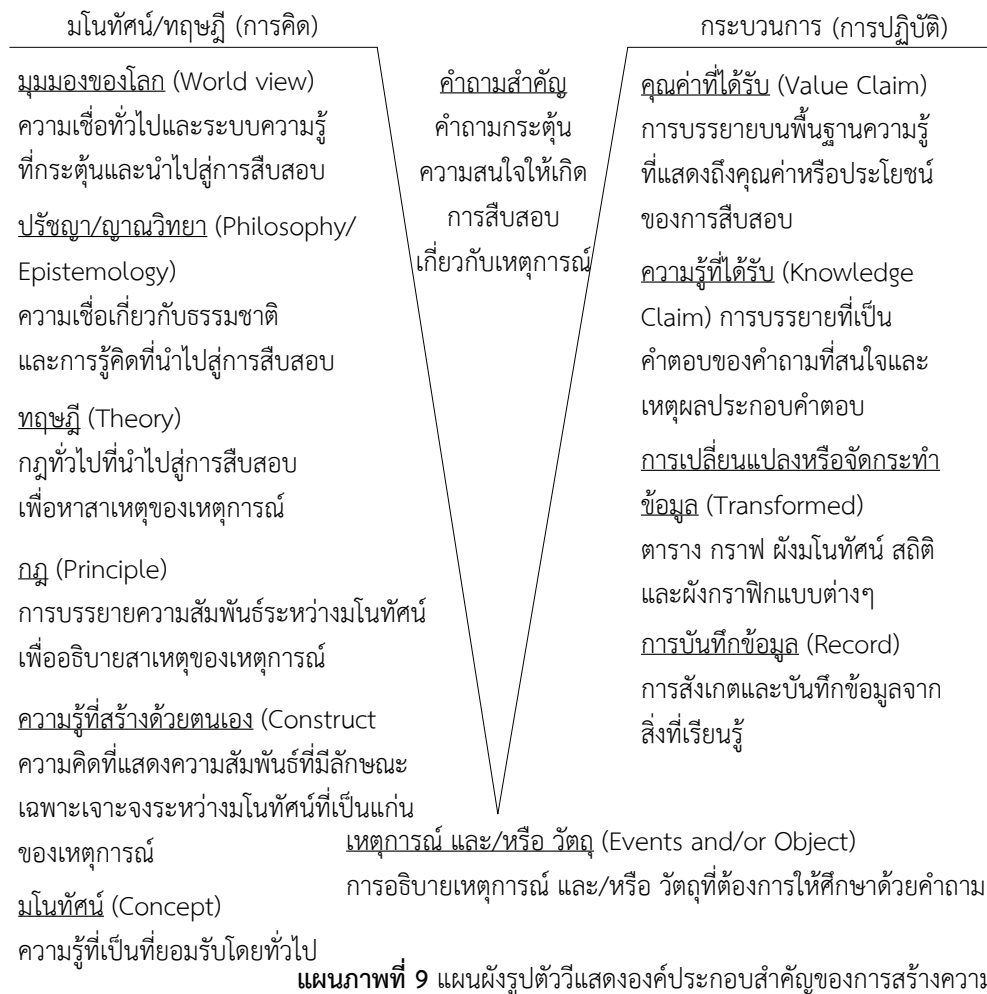 มโนทัศน์/ทฤษฎี (การคิด)
มุมมองของโลก (World view)
ความเชื่อทั่วไปและระบบความรู้
ที่กระตุ้นและนำไปสู่การสืบสอบ
ปรัชญา/ญาณวิทยา (Philosophy/
Epistemology)
ความเชื่อเกี่ยวกับธรรมชาติ
และการรู้คิดที่นำไปสู่การสืบสอบ
ทฤษฎี (Theory)
กฎทั่วไปที่นำไปสู่การสืบสอบ
เพื่อหาสาเหตุของเหตุการณ์
กฎ (Principle)
การบรรยายความสัมพันธ์ระหว่างมโนทัศน์
เพื่ออธิบายสาเหตุของเหตุการณ์
ความรู้ที่สร้างด้วยตนเอง (Construct
ความคิดที่แสดงความสัมพันธ์ที่มีลักษณะ
เฉพาะเจาะจงระหว่างมโนทัศน์ที่เป็นแก่น
ของเหตุการณ์
มโนทัศน์ (Concept)
ความรู้ที่เป็นที่ยอมรับโดยทั่วไป
คำถามสำคัญ
คำถามกระตุ้น
ความสนใจให้เกิด
การสืบสอบ
เกี่ยวกับเหตุการณ์
กระบวนการ (การปฏิบัติ)
คุณค่าที่ได้รับ (Value Claim)
การบรรยายบนพื้นฐานความรู้
ที่แสดงถึงคุณค่าหรือประโยชน์
ของการสืบสอบ
ความรู้ที่ได้รับ (Knowledge
Claim) การบรรยายที่เป็น
คำตอบของคำถามที่สนใจและ
เหตุผลประกอบคำตอบ
การเปลี่ยนแปลงหรือจัดกระทำ
ข้อมูล (Transformed)
ตาราง กราฟ ผังมโนทัศน์ สถิติ
และผังกราฟิกแบบต่างๆ
การบันทึกข้อมูล (Record)
การสังเกตและบันทึกข้อมูลจาก
สิ่งที่เรียนรู้
เหตุการณ์ และ/หรือ วัตถุ (Events and/or Object)
การอธิบายเหตุการณ์ และ/หรือ วัตถุที่ต้องการให้ศึกษาด้วยคำถาม
แผนภาพที่ 9 แผนผังรูปตัววีแสดงองค์ประกอบสำคัญของการสร้างความ